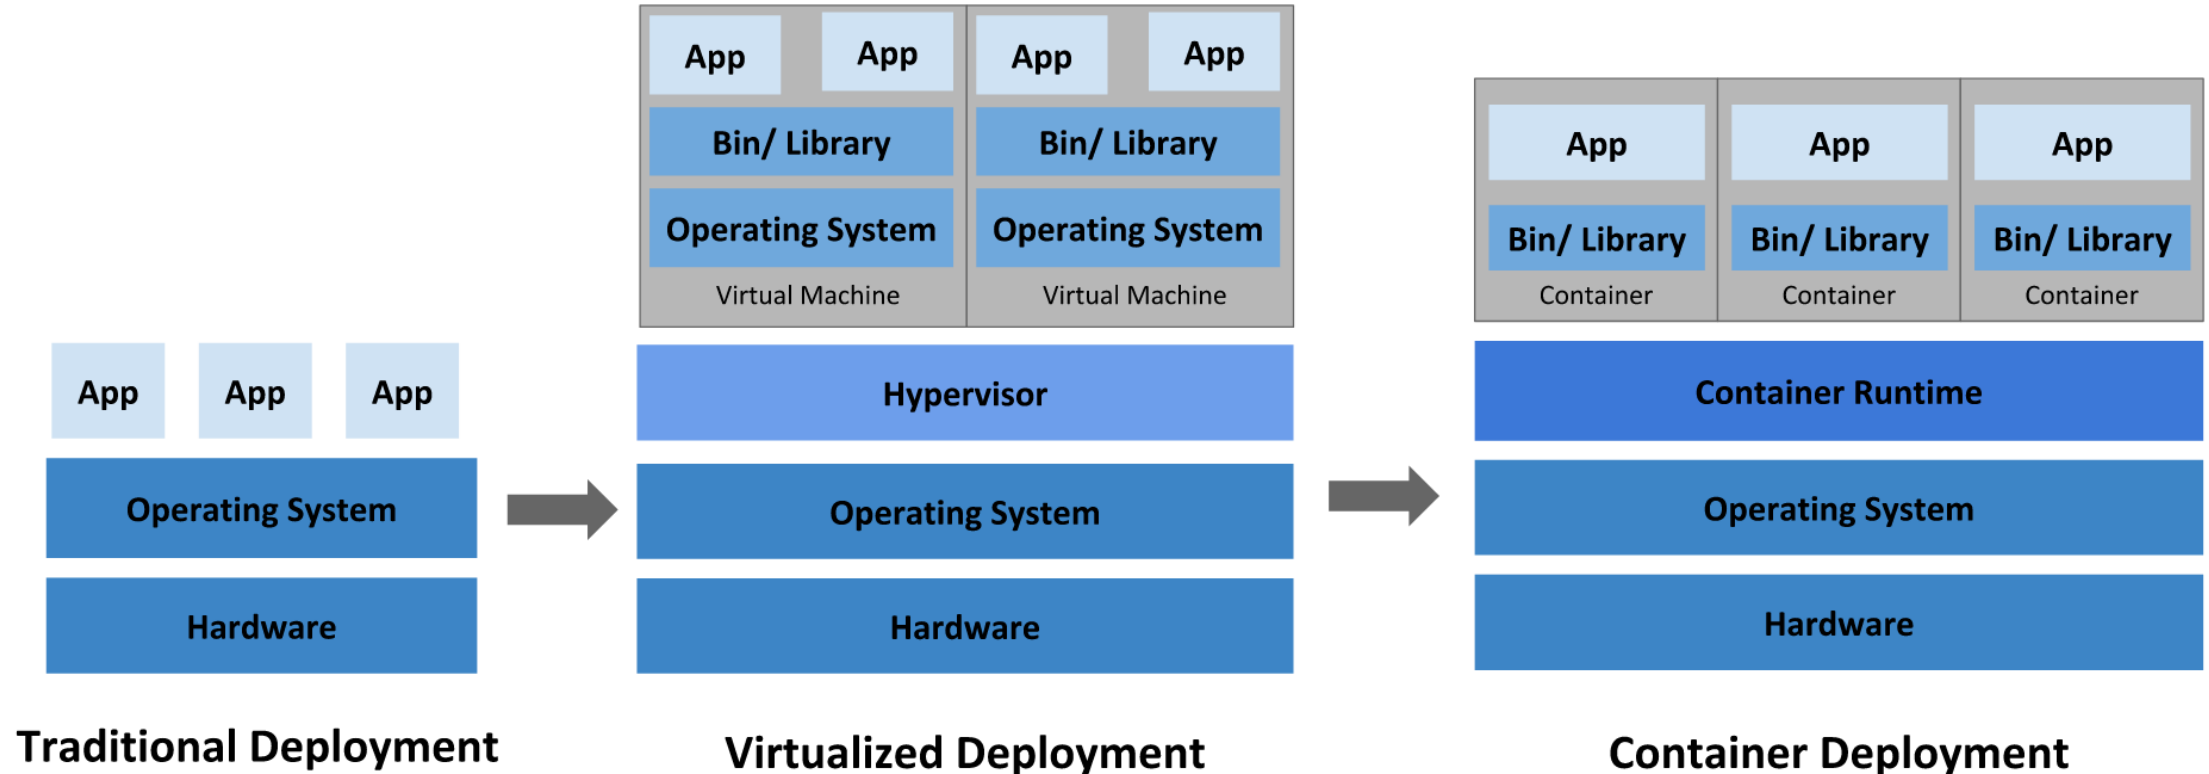 App
App
App
Operating System
Hardware
Traditional Deployment
App
App
Bin/ Library
Operating System
Virtual Machine
App
App
Bin/ Library
Operating System
Virtual Machine
Hypervisor
Operating System
Hardware
Virtualized Deployment
App
Bin/ Library
Container
App
Bin/ Library
Container
App
Bin/ Library
Container
Container Runtime
Operating System
Hardware
Container Deployment